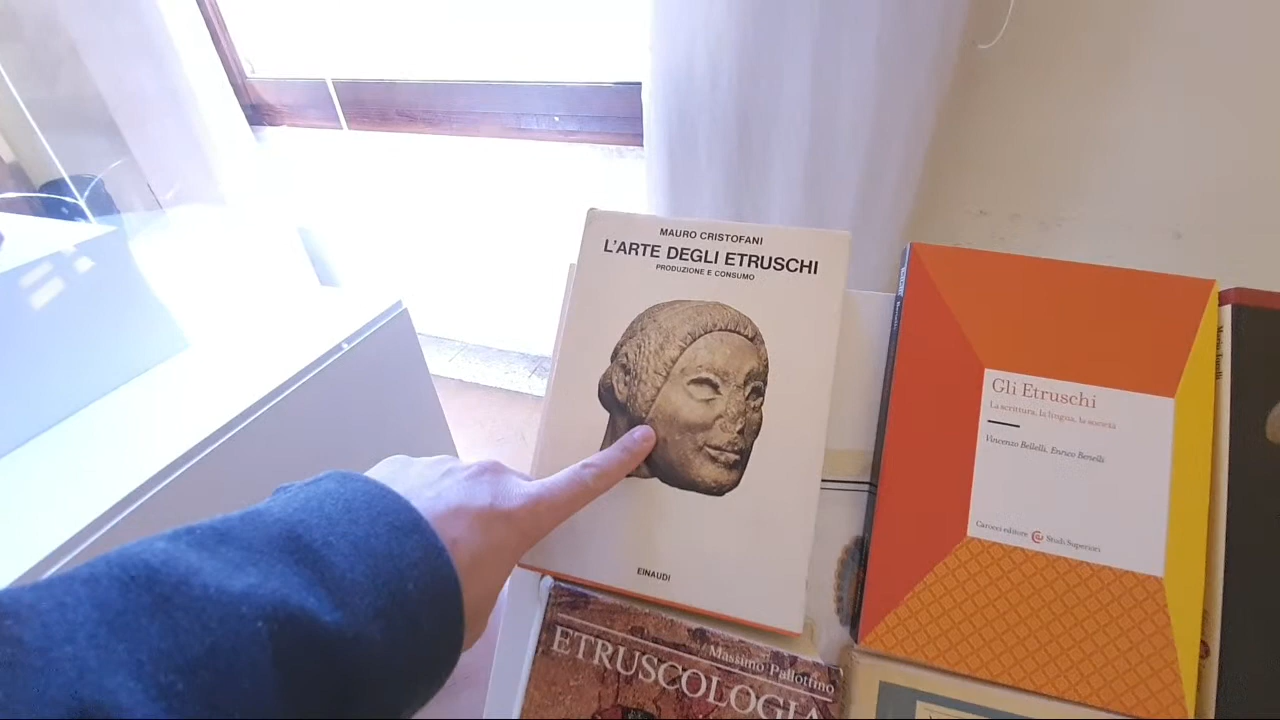 MAURO CRISTOFANI
L'ARTE DEGLI ETRUSCHI
PRODUZIONE E CONSUMO
EINAUDI
Gli Etruschi
La scrittura, la lingua, la società
Vincenzo Bellelli, Enrico Benelli
Carocci editore Studi Superiori
Massimo Pallottino
ETRUSCOLOGIA